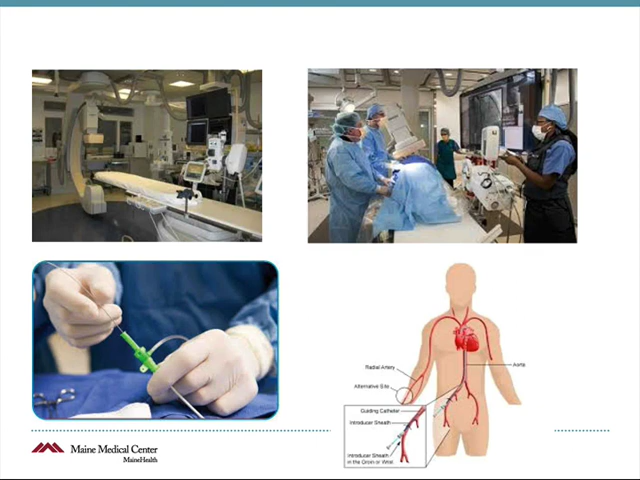 Radial Artery
Aorta
Alternative Site
Guiding Catheter
Introducer Sheath
Introducer Sheath
in the Groin or Wrist
Maine Medical Center
MaineHealth